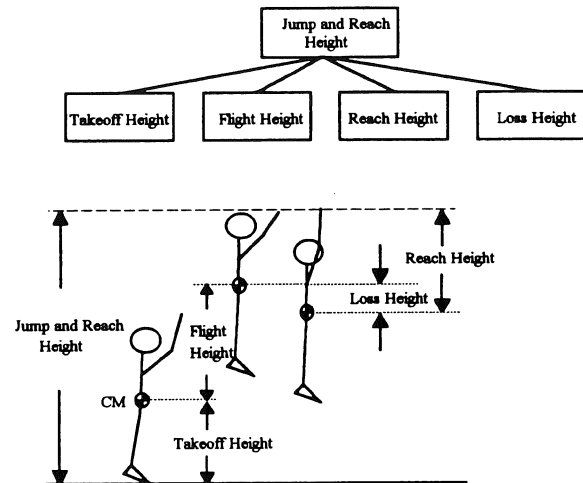 Jump and Reach
Height
Takeoff Height
Flight Height
Reach Height
Loss Height
Reach Height
Loss Height
Jump and Reach
Height
Flight
Height
CM
Takeoff Height